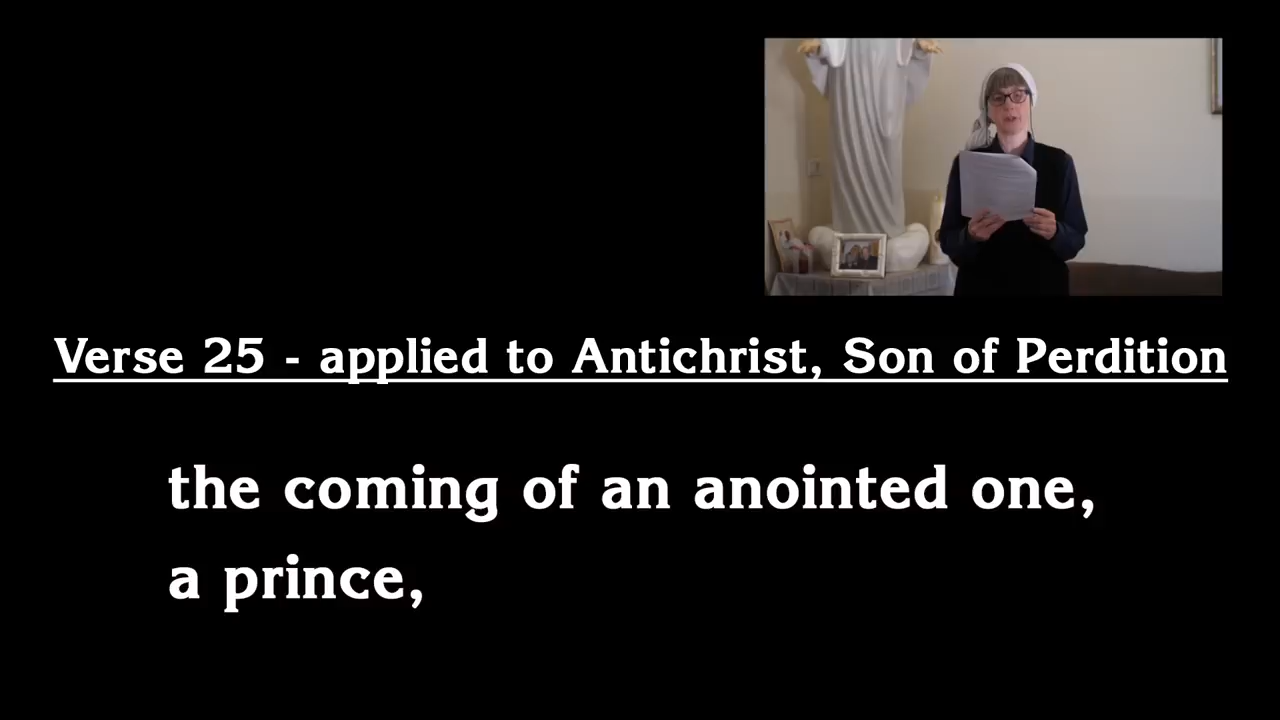 Verse 25 - applied to Antichrist, Son of Perdition
the coming of an anointed one,
a prince,